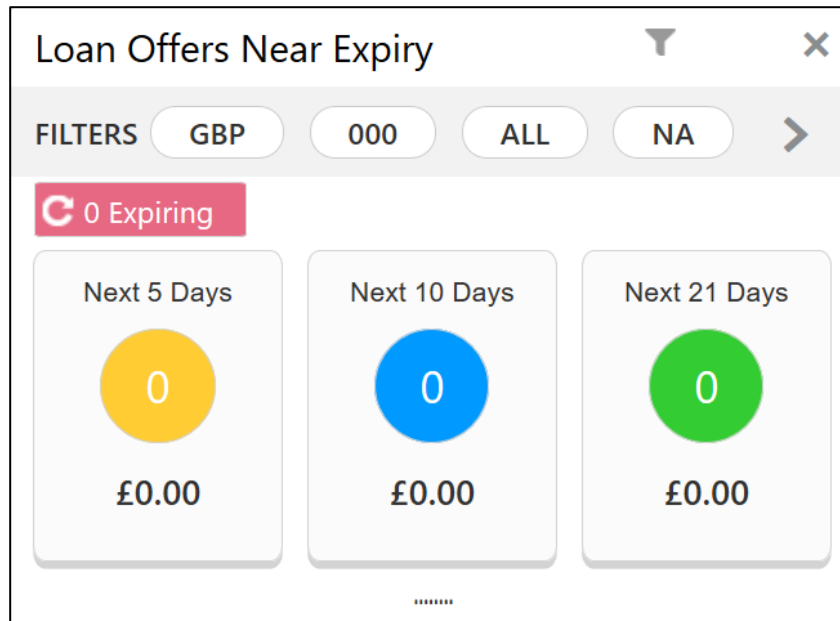 Loan Offers Near Expiry
FILTERS GBP 000 ALL NA
0 Expiring
Next 5 Days Next 10 Days Next 21 Days
0 0 0
£0.00 £0.00 £0.00